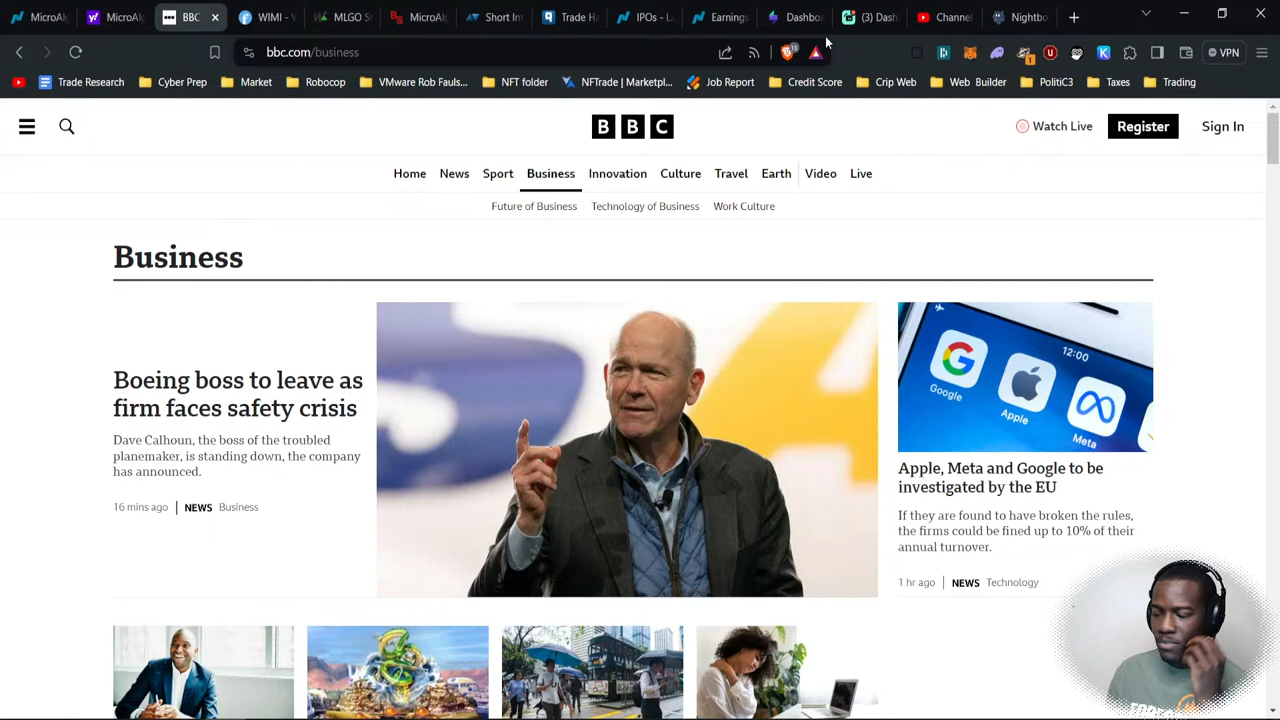 MicroAl
MicroAl
BBC
WIMI -
MLGO S
MicroAl
Short In
Trade Ha
IPOs - L
Earnings
Dashbo
(3) Dash
Channel
Nightbo
bbc.com/business
13
1
VPN
Trade Research
Cyber Prep
Market
Robdrop
VMware Rob Faults...
NFT folder
NFTrade | Marketpl...
Job Report
Credit Score
Crip Web
Web Builder
PolitiC3
Taxes
Trading
BBC
Watch Live
Register
Sign In
Home
News
Sport
Business
Innovation
Culture
Travel
Earth
Video
Live
Future of Business
Technology of Business
Work Culture
Business
Boeing boss to leave as
firm faces safety crisis
Dave Calhoun, the boss of the troubled
planemaker, is standing down, the company
has announced.
16 mins ago
NEWS
Business
12:00
Google
Apple
Meta
Apple, Meta and Google to be
investigated by the EU
If they are found to have broken the rules,
the firms could be fined up to 10% of their
annual turnover.
1 hr ago
NEWS
Technology